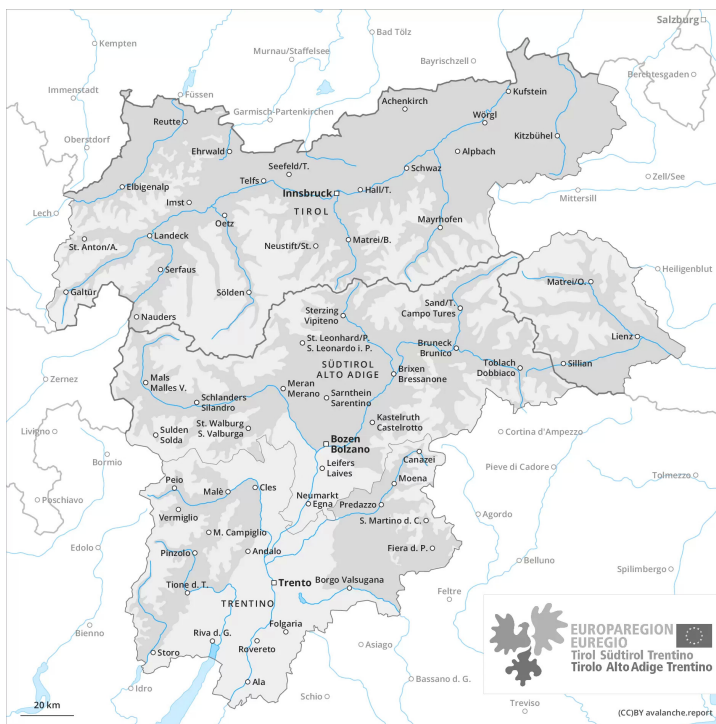 Salzburg
Kempten
Bad Tölz
Murnau/Staffelsee
Bayrischzell
Berchtesgaden
Immenstadt
Füssen
Kufstein
Achenkirch
Garmisch-Partenkirchen
Wörgl
Reutte
Kitzbühel
Oberstdorf
Ehrwald
Alpbach
Seefeld/T.
Schwaz
Zell/See
Telfs
Elbigenalp
Innsbruck
Hall/T.
Mittersill
Imst
TIROL
Lech
Oetz
Mayrhofen
Landeck
Matrei/B.
St. Anton/A.
Neustift/St.
Serfaus
Heiligenblut
Matrei/O.
Galtür
Sölden
Sand/T.
Campo Tures
Nauders
Sterzing
Vipiteno
Lienz
St. Leonhard/P.
S. Leonardo i. P.
Bruneck
Brunico
Toblach
Dobbiaco
Sillian
SÜDTIROL
ALTO ADIGE
Brixen
Bressanone
Zernez
Mals
Malles V.
Meran
Merano
Schlanders
Silandro
Sarnthein
Sarentino
St. Walburg
S. Valburga
Kastelruth
Castelrotto
Livigno
Sulden
Solda
Cortina d'Ampezzo
Bozen
Bolzano
Canazei
Bormio
Leifers
Laives
Pieve di Cadore
Peio
Tolmezzo
Moena
Malè
Cles
Neumarkt
Egna
Poschiavo
Predazzo
Vermiglio
S. Martino d. C.
Agordo
M. Campiglio
Edolo
Pinzolo
Andalo
Fiera d. P.
Belluno
Spilimbergo
Tione d. T.
Trento
Borgo Valsugana
Feltre
TRENTINO
Folgaria
Bienno
Riva d. G.
Rovereto
Asiago
Storo
Idro
Ala
Schio
Bassano d. G.
Treviso
EUROPAREGION
EUREGIO
Tirol Südtirol Trentino
Tirolo Alto Adige Trentino
20 km
(CC)BY avalanche.report